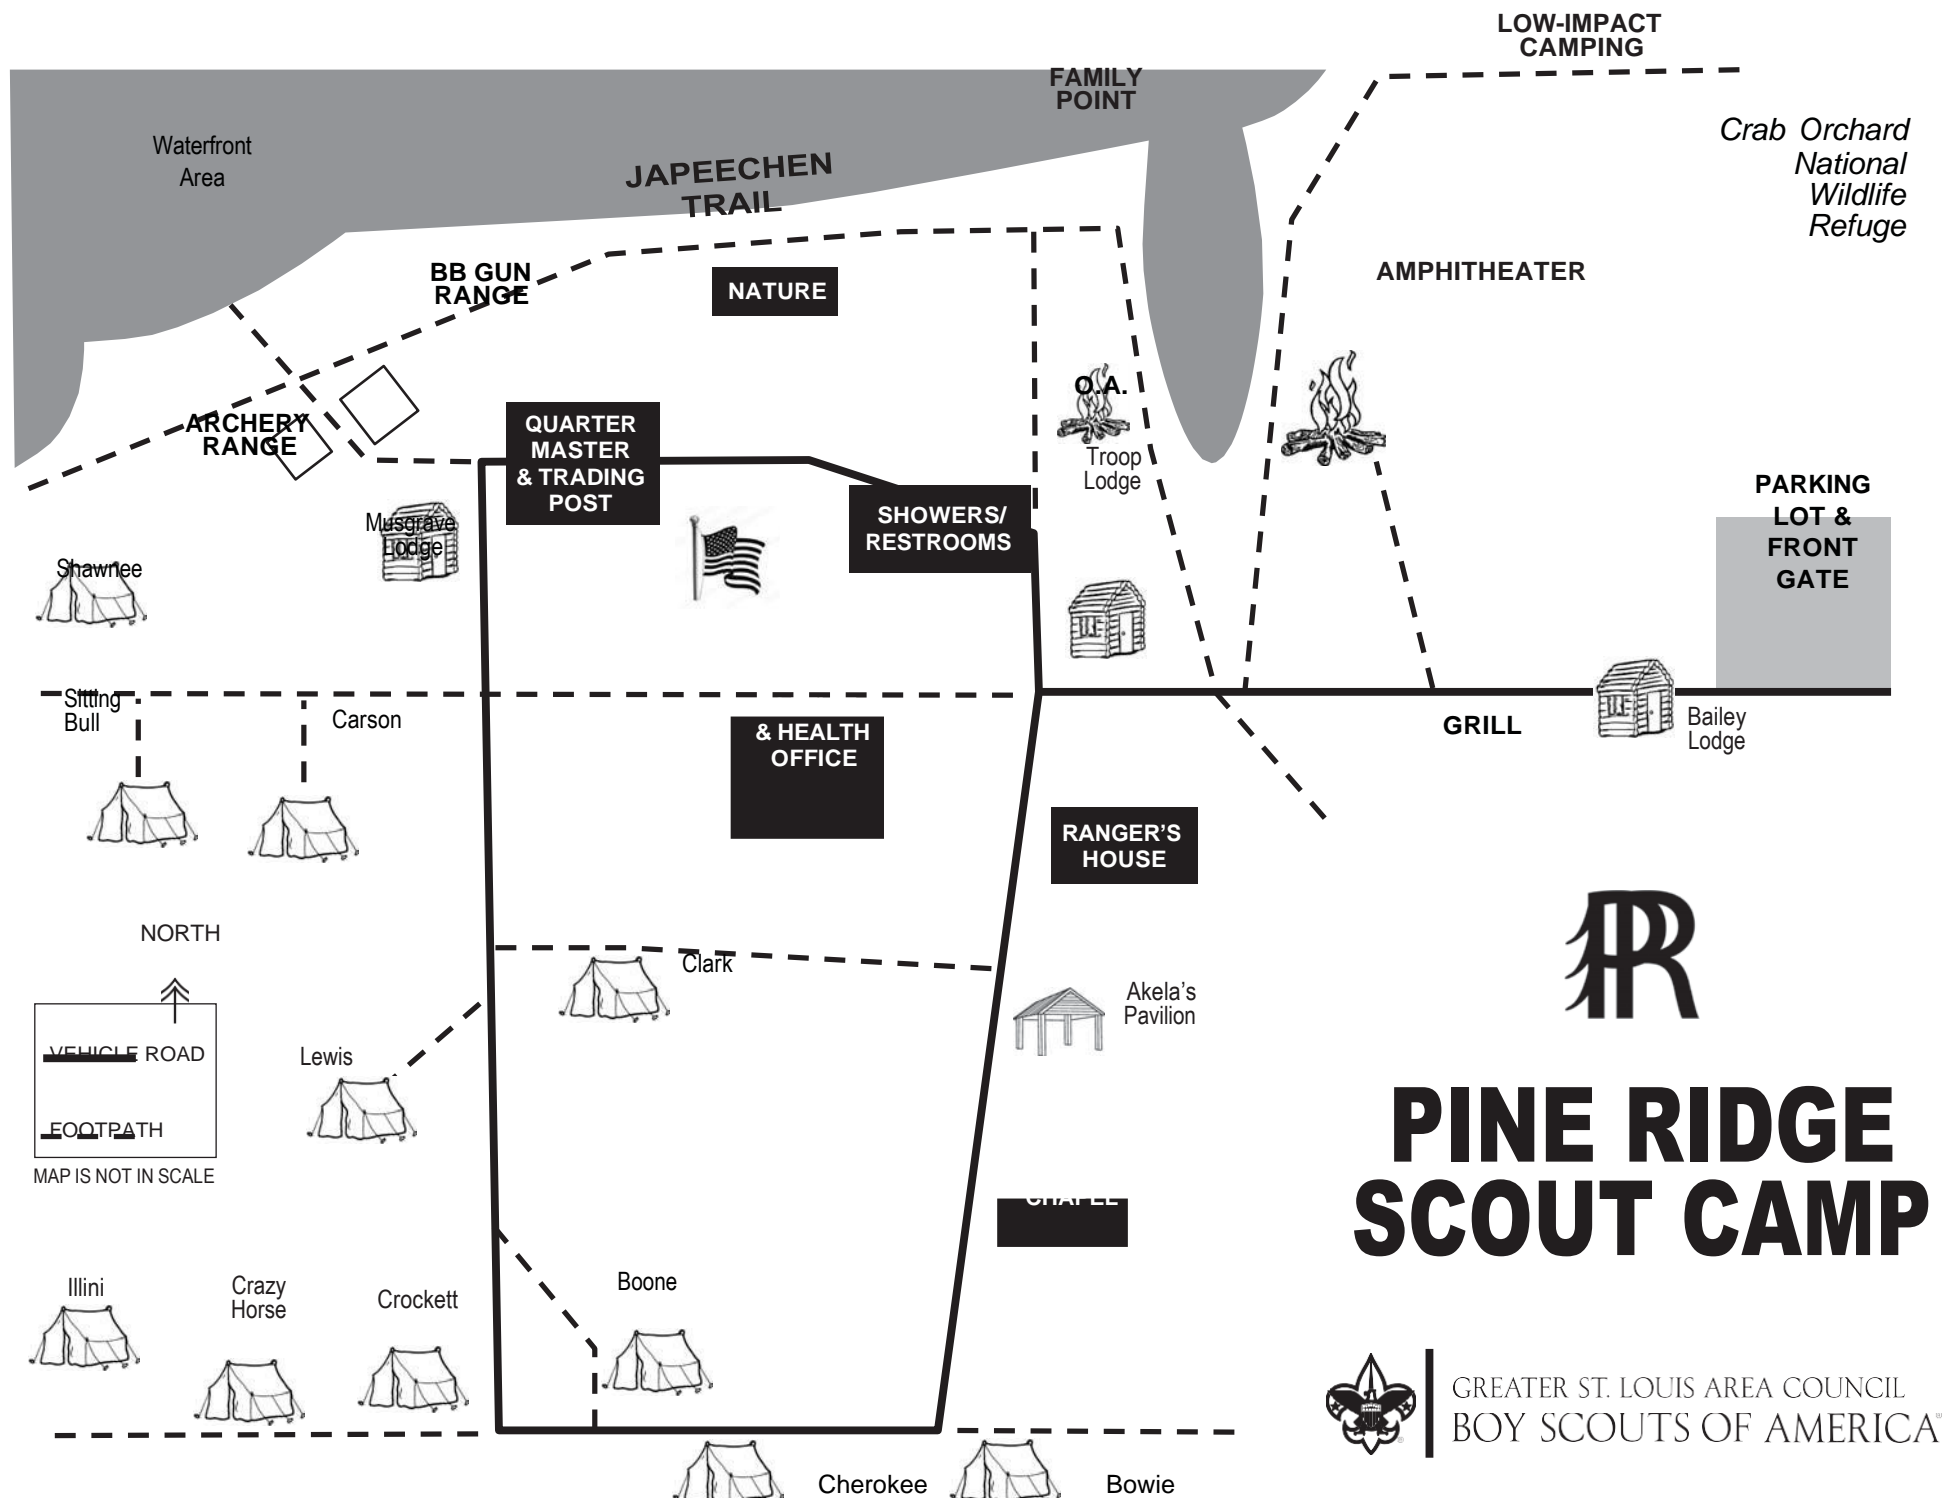 LOW-IMPACT
CAMPING
FAMILY
POINT
Crab Orchard
National
Wildlife
Refuge
Waterfront
Area
JAPEECHEN
TRAIL
BB GUN
RANGE
NATURE
AMPHITHEATER
ARCHERY
RANGE
QUARTER
MASTER
& TRADING
POST
O.A.
Troop
Lodge
SHOWERS/
RESTROOMS
PARKING
LOT &
FRONT
GATE
Musgrave
Lodge
Shawnee
Sitting
Bull
Carson
& HEALTH
OFFICE
GRILL
Bailey
Lodge
RANGER’S
HOUSE
NORTH
VEHICLE ROAD
FOOTPATH
MAP IS NOT IN SCALE
Clark
Lewis
Akela’s
Pavilion
PR
PINE RIDGE
SCOUT CAMP
CHAPEL
Illini
Crazy
Horse
Crockett
Boone
Cherokee
Bowie
GREATER ST. LOUIS AREA COUNCIL
BOY SCOUTS OF AMERICA®